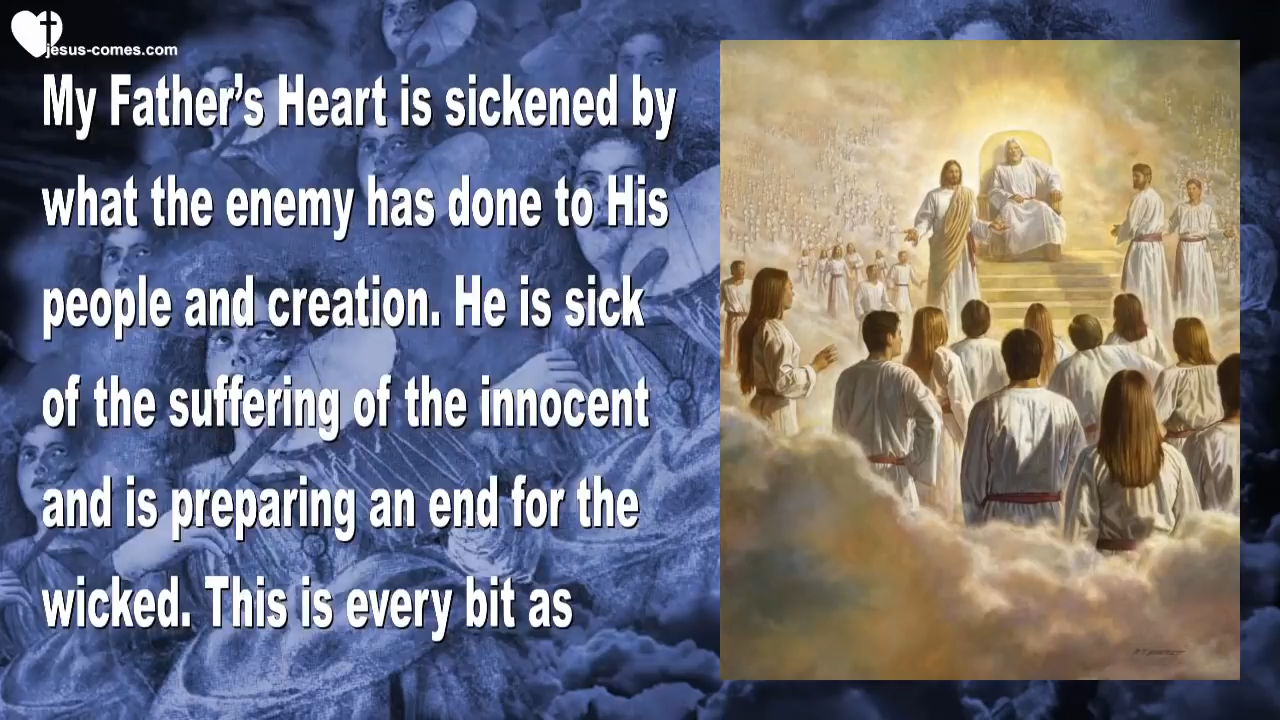 jesus-comes.com
My Father's Heart is sickened by
what the enemy has done to His
people and creation. He is sick
of the suffering of the innocent
and is preparing an end for the
wicked. This is every bit as